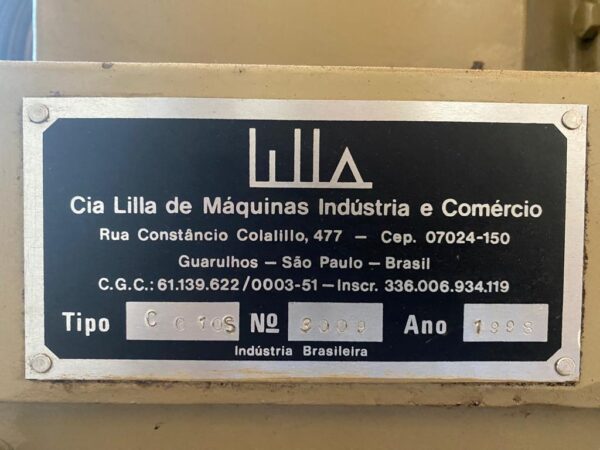 Lilla
Cia Lilla de Máquinas Indústria e Comércio
Rua Constâncio Colalillo, 477 — Cep. 07024-150
Guarulhos — São Paulo — Brasil
C.G.C.: 61.139.622/0003-51 — Inscr. 336.006.934.119
Tipo Nº Ano
Indústria Brasileira